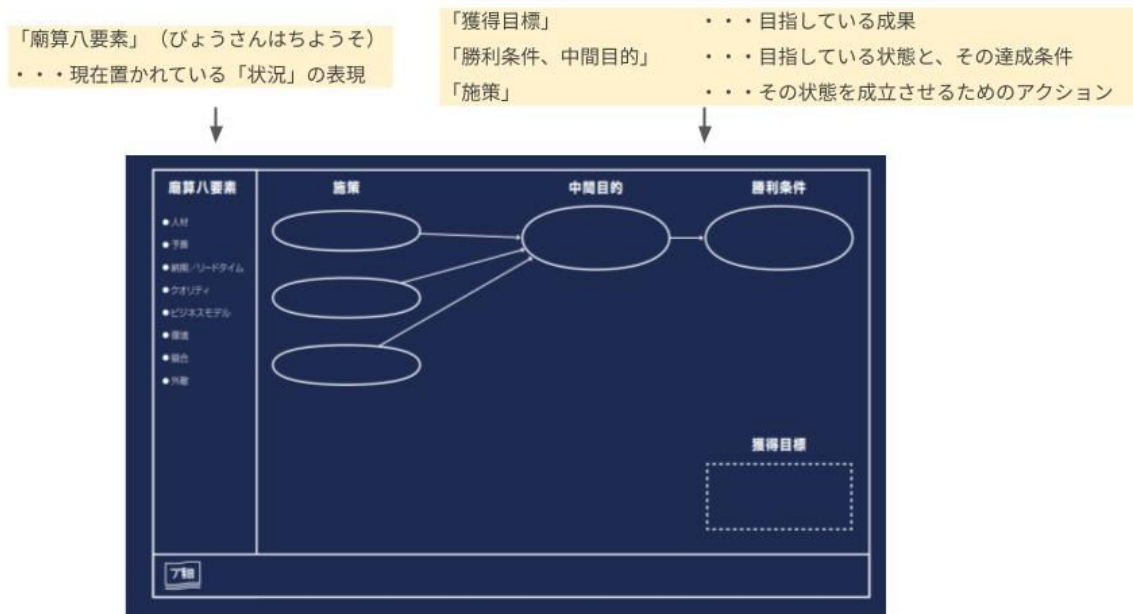 「廟算八要素」（びょうさんはちようそ）
・・・現在置かれている「状況」の表現
「獲得目標」 ・・・目指している成果
「勝利条件、中間目的」 ・・・目指している状態と、その達成条件
「施策」 ・・・その状態を成立させるためのアクション
廟算八要素
●人材
●予算
●納期／リードタイム
●クオリティ
●ビジネスモデル
●環境
●競合
●外敵
施策
中間目的
勝利条件
獲得目標